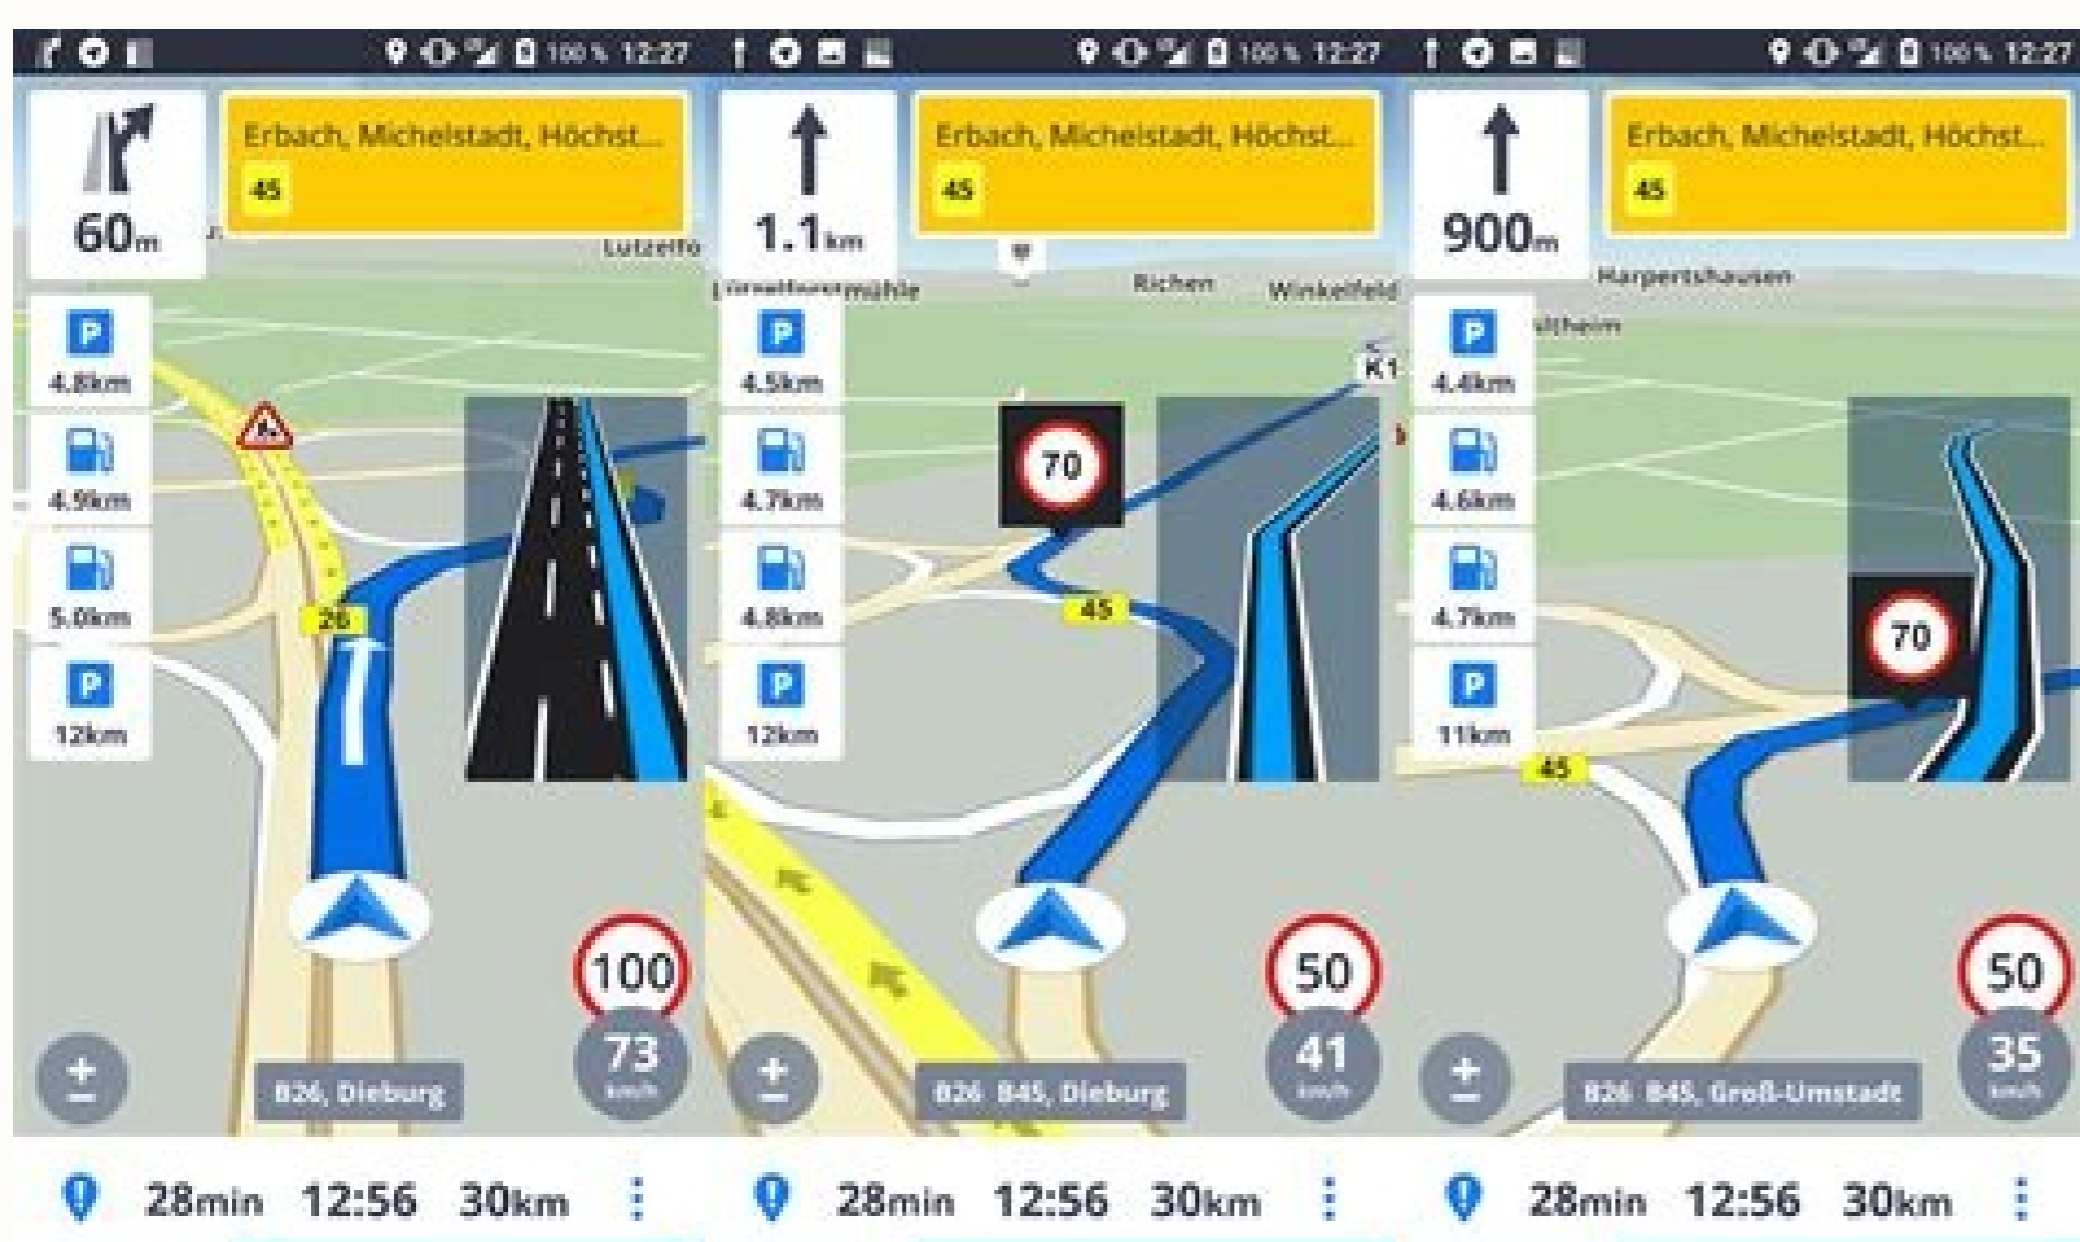 100 % 12:27
Erbach, Michelstadt, Höchst...
45
60m
P
4.8km
4.9km
5.0km
P
12km
26
100
73
km/h
B26, Dieburg
28min 12:56 30km
100 % 12:27
Erbach, Michelstadt, Höchst...
45
1.1km
Richen
Winkelfeld
P
4.5km
K1
70
4.7km
45
4.8km
P
12km
50
41
km/h
B26 B45, Dieburg
28min 12:56 30km
100 % 12:27
Erbach, Michelstadt, Höchst...
45
900m
Harpertshausen
P
4.4km
4.6km
4.7km
70
P
11km
45
50
35
km/h
B26 B45, Groß-Umstadt
28min 12:56 30km